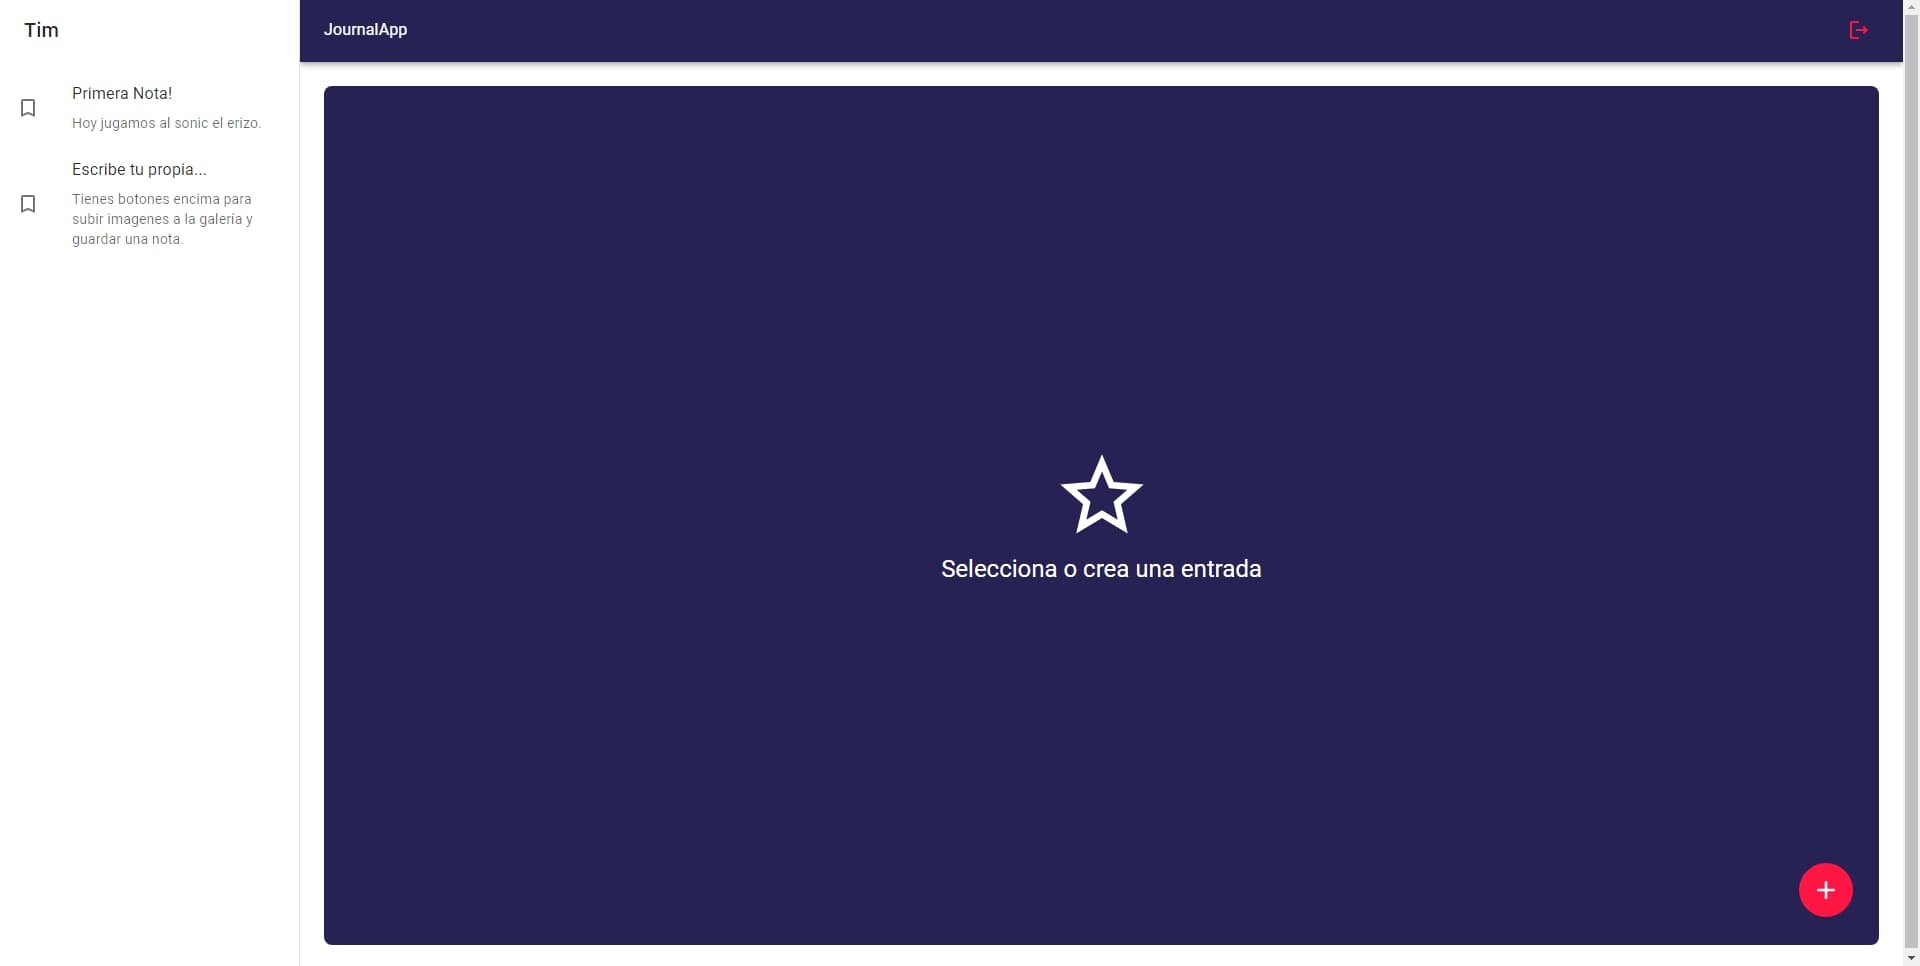 Tim
JournalApp
Primera Nota!
Hoy jugamos al sonic el erizo.
Escribe tu propia...
Tienes botones encima para
subir imagenes a la galería y
guardar una nota.
Selecciona o crea una entrada